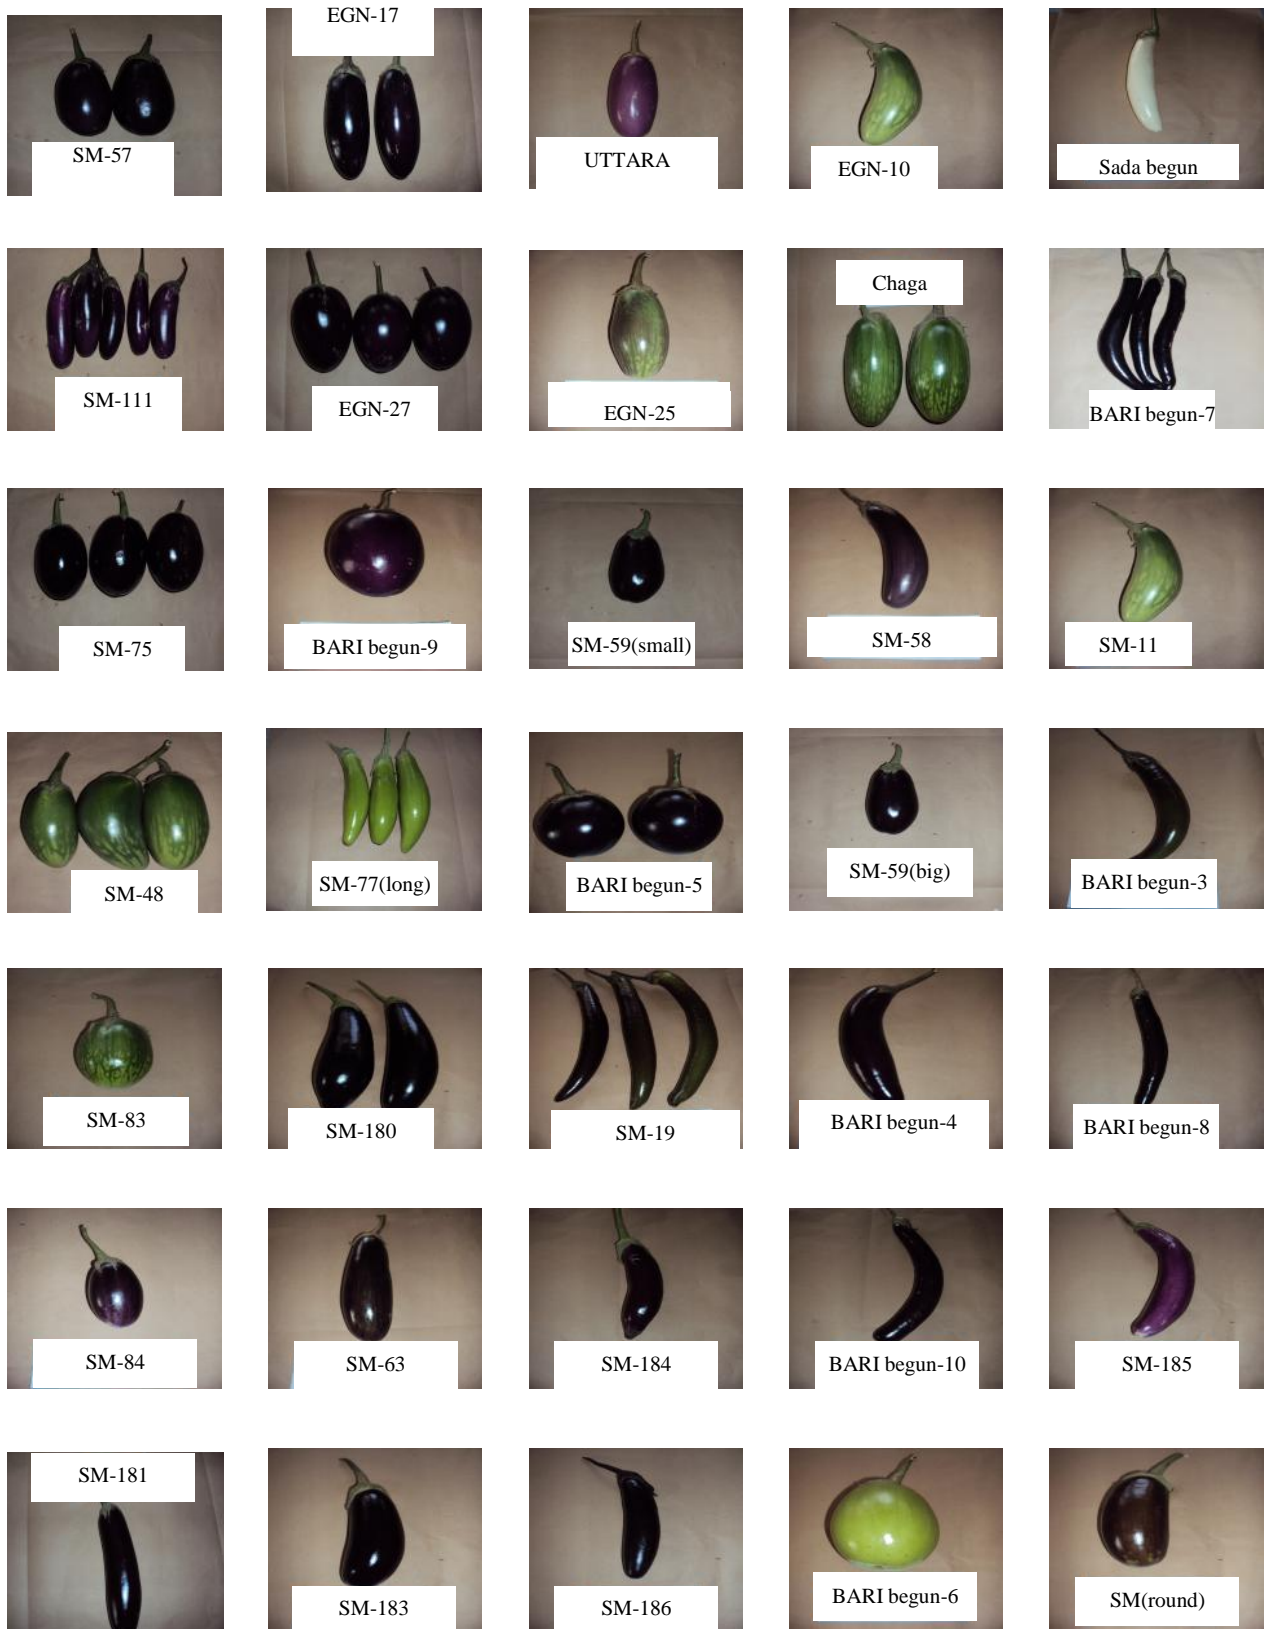 SM-57
EGN-17
UTTARA
EGN-10
Sada begun
SM-111
EGN-27
EGN-25
Chaga
BARI begun-7
SM-75
BARI begun-9
SM-59(small)
SM-58
SM-11
SM-48
SM-77(long)
BARI begun-5
SM-59(big)
BARI begun-3
SM-83
SM-180
SM-19
BARI begun-4
BARI begun-8
SM-84
SM-63
SM-184
BARI begun-10
SM-185
SM-181
SM-183
SM-186
BARI begun-6
SM(round)